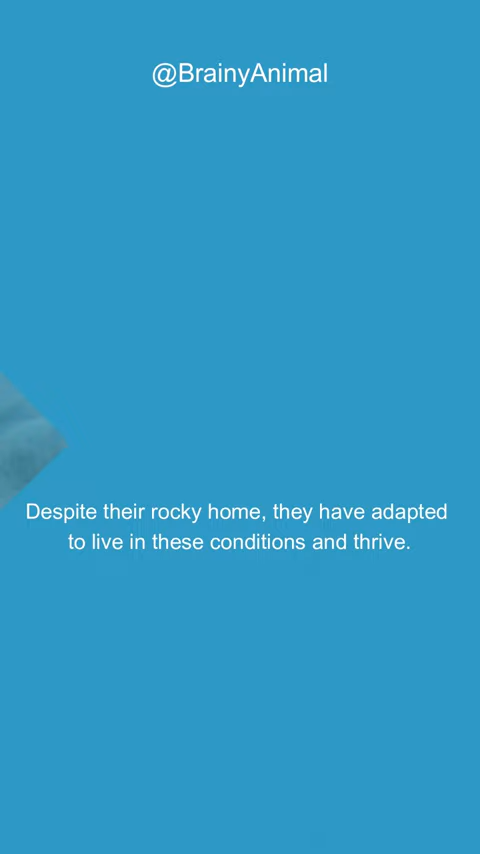 @BrainyAnimal
Despite their rocky home, they have adapted
to live in these conditions and thrive.